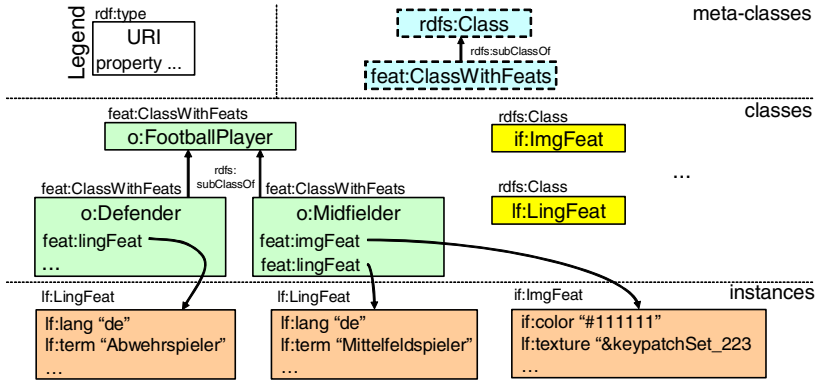 Legend
rdf:type
URI
property ...
meta-classes
rdfs:Class
rdfs:subClassOf
feat:ClassWithFeats
classes
feat:ClassWithFeats
o:FootballPlayer
rdfs:
subClassOf
feat:ClassWithFeats
o:Defender
feat:lingFeat
...
feat:ClassWithFeats
o:Midfielder
feat:imgFeat
feat:lingFeat
rdfs:Class
if:ImgFeat
rdfs:Class
lf:LingFeat
...
instances
lf:LingFeat
lf:lang “de”
lf:term “Abwehrspieler”
...
lf:LingFeat
lf:lang “de”
lf:term “Mittelfeldspieler”
...
if:ImgFeat
if:color “#111111”
lf:texture “&keypatchSet_223
...